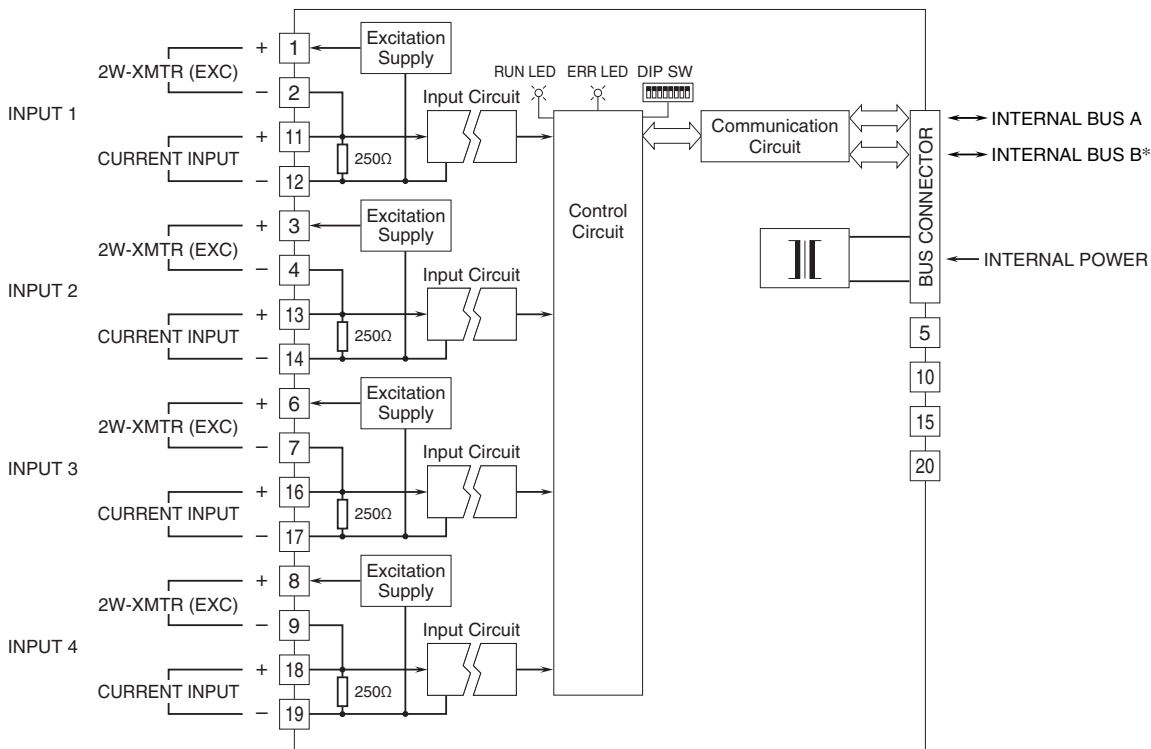 INPUT 1
2W-XMTR (EXC)
+
1
−
2
CURRENT INPUT
+
11
−
12
Excitation
Supply
Input Circuit
250Ω
INPUT 2
2W-XMTR (EXC)
+
3
−
4
CURRENT INPUT
+
13
−
14
Excitation
Supply
Input Circuit
250Ω
INPUT 3
2W-XMTR (EXC)
+
6
−
7
CURRENT INPUT
+
16
−
17
Excitation
Supply
Input Circuit
250Ω
INPUT 4
2W-XMTR (EXC)
+
8
−
9
CURRENT INPUT
+
18
−
19
Excitation
Supply
Input Circuit
250Ω
RUN LED
ERR LED
DIP SW
Control
Circuit
Communication
Circuit
BUS CONNECTOR
INTERNAL BUS A
INTERNAL BUS B*
INTERNAL POWER
5
10
15
20